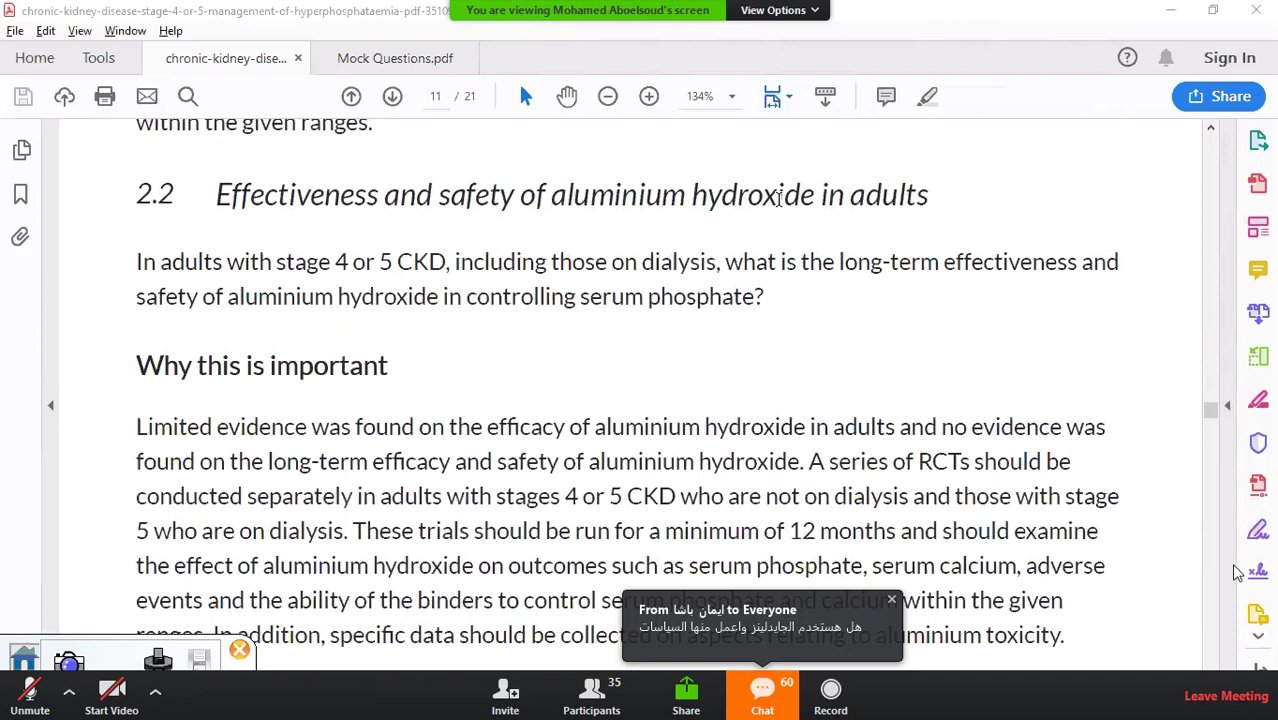 chronic-kidney-disease-stage-4-or-5-management-of-hyperphosphataemia-pdf-3510
You are viewing Mohamed Aboelsoud's screen
View Options
File Edit View Window Help
Home Tools chronic-kidney-dise... × Mock Questions.pdf Sign In
11 / 21 134% Share
within the given ranges.
2.2 Effectiveness and safety of aluminium hydroxide in adults
In adults with stage 4 or 5 CKD, including those on dialysis, what is the long-term effectiveness and
safety of aluminium hydroxide in controlling serum phosphate?
Why this is important
Limited evidence was found on the efficacy of aluminium hydroxide in adults and no evidence was
found on the long-term efficacy and safety of aluminium hydroxide. A series of RCTs should be
conducted separately in adults with stages 4 or 5 CKD who are not on dialysis and those with stage
5 who are on dialysis. These trials should be run for a minimum of 12 months and should examine
the effect of aluminium hydroxide on outcomes such as serum phosphate, serum calcium, adverse
events and the ability of the binders to control serum phosphate and calcium within the given
ranges. In addition, specific data should be collected on aspects relating to aluminium toxicity.
From ايمان باشا to Everyone
هل هستخدم الجايدلينز واعمل منها السياسات
Unmute Start Video Invite Participants 35 Share Chat 60 Record Leave Meeting